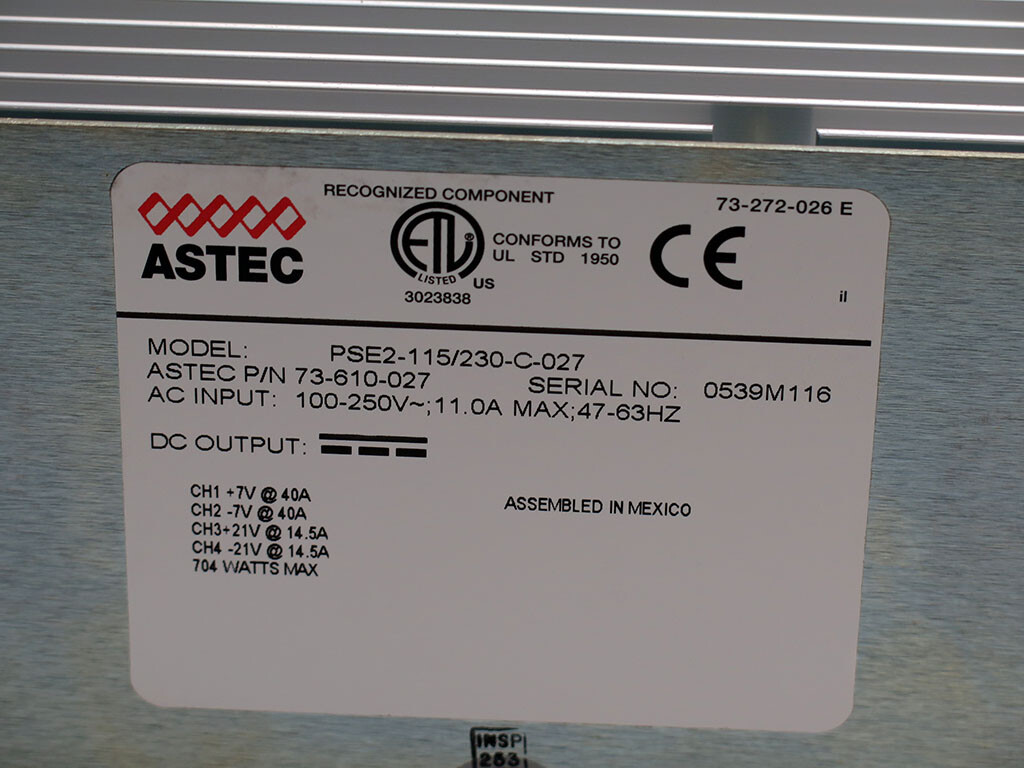 RECOGNIZED COMPONENT
73-272-026 E
ASTEC
ETL ®
LISTED
US
3023838
CONFORMS TO
UL STD 1950
CE
il
MODEL: PSE2-115/230-C-027
ASTEC P/N 73-610-027 SERIAL NO: 0539M116
AC INPUT: 100-250V~;11.0A MAX;47-63HZ
DC OUTPUT:
CH1 +7V @ 40A
CH2 -7V @ 40A
CH3+21V @ 14.5A
CH4 -21V @ 14.5A
704 WATTS MAX
ASSEMBLED IN MEXICO
INSP
253